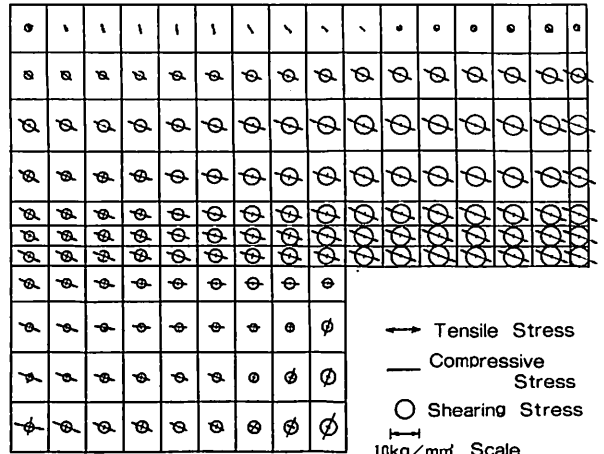 Tensile Stress
Compressive
Stress
Shearing Stress
10kg/mm² Scale